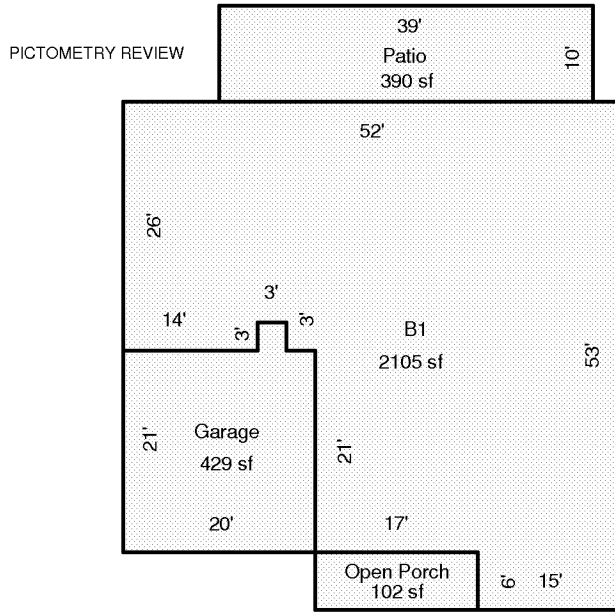 39'
PICTOMETRY REVIEW
Patio
10'
390 sf
52'
26'
3'
14'
3'
3'
B1
2105 sf
53'
Garage
21'
21'
429 sf
20'
17'
Open Porch
102 sf
6'
15'